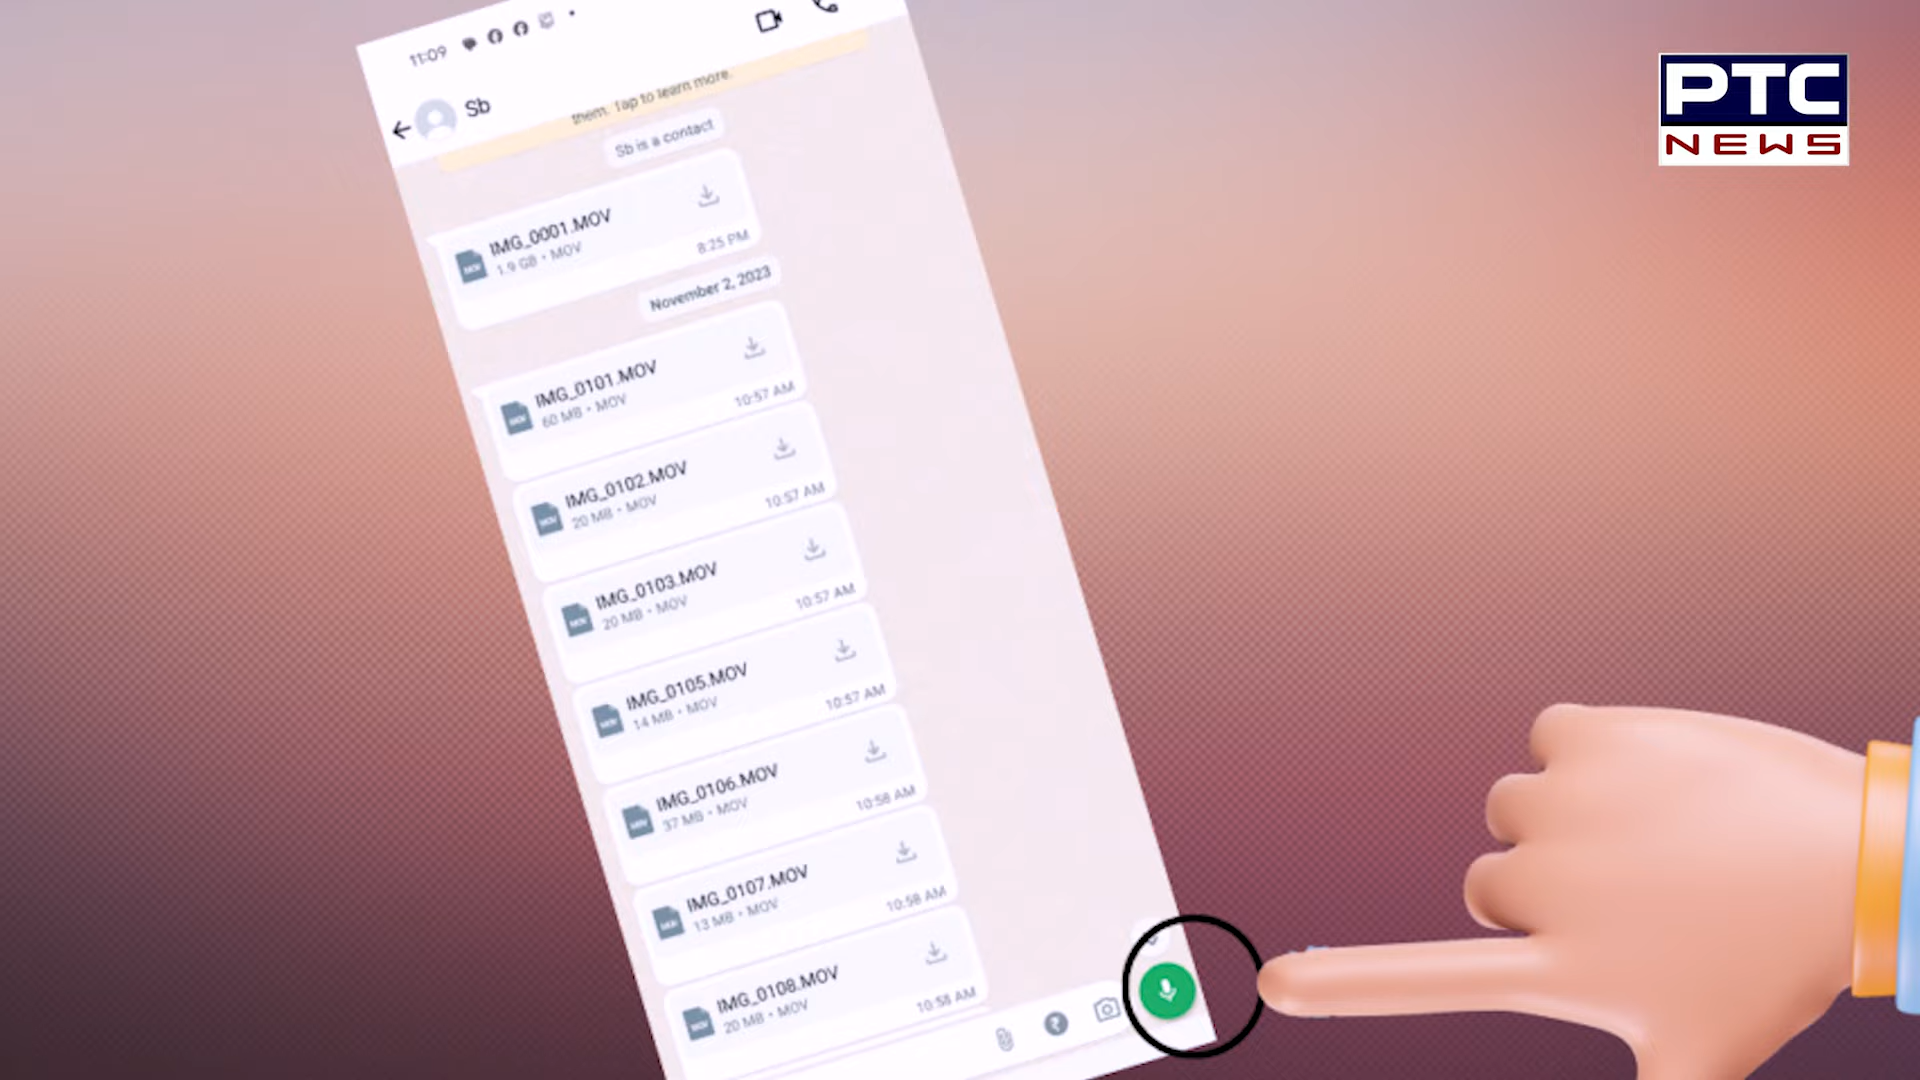 11:09
PTC
NEWS
Sb
them. Tap to learn more.
Sb is a contact
IMG_0001.MOV
1.9 GB • MOV
8:25 PM
November 2, 2023
IMG_0101.MOV
60 MB • MOV
10:57 AM
IMG_0102.MOV
20 MB • MOV
10:57 AM
IMG_0103.MOV
20 MB • MOV
10:57 AM
IMG_0105.MOV
14 MB • MOV
10:57 AM
IMG_0106.MOV
37 MB • MOV
10:58 AM
IMG_0107.MOV
13 MB • MOV
10:58 AM
IMG_0108.MOV
20 MB • MOV
10:58 AM